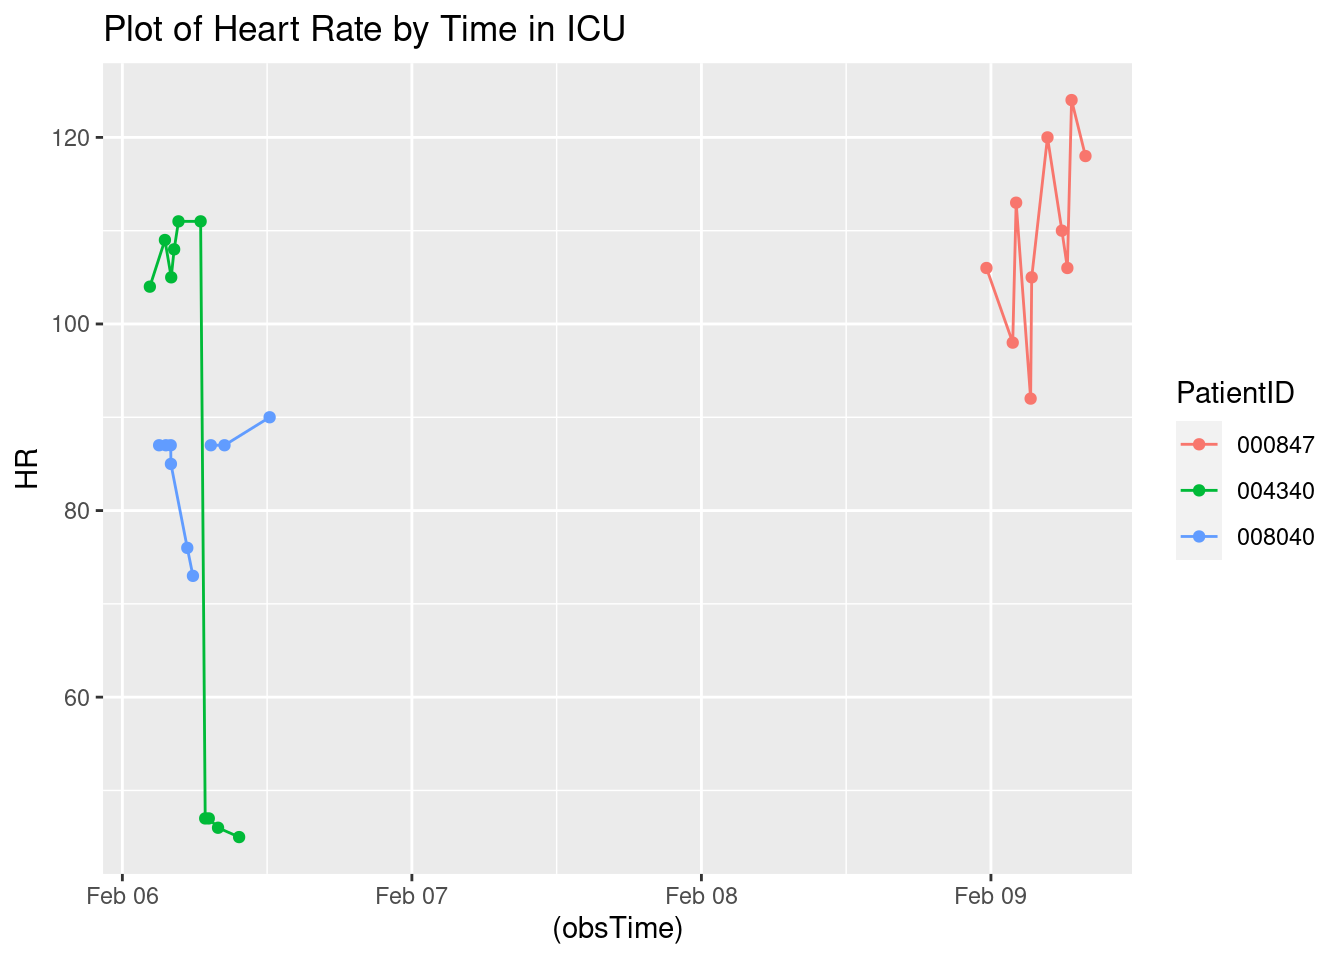 Plot of Heart Rate by Time in ICU
120
100
80
60
HR
Feb 06
Feb 07
Feb 08
Feb 09
(obsTime)
PatientID
000847
004340
008040